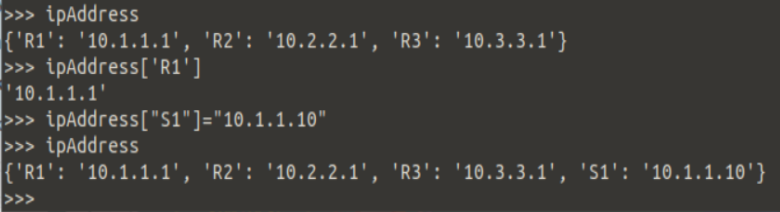 >>> ipAddress
{'R1': '10.1.1.1', 'R2': '10.2.2.1', 'R3': '10.3.3.1'}
>>> ipAddress['R1']
'10.1.1.1'
>>> ipAddress["S1"]="10.1.1.10"
>>> ipAddress
{'R1': '10.1.1.1', 'R2': '10.2.2.1', 'R3': '10.3.3.1', 'S1': '10.1.1.10'}
>>>